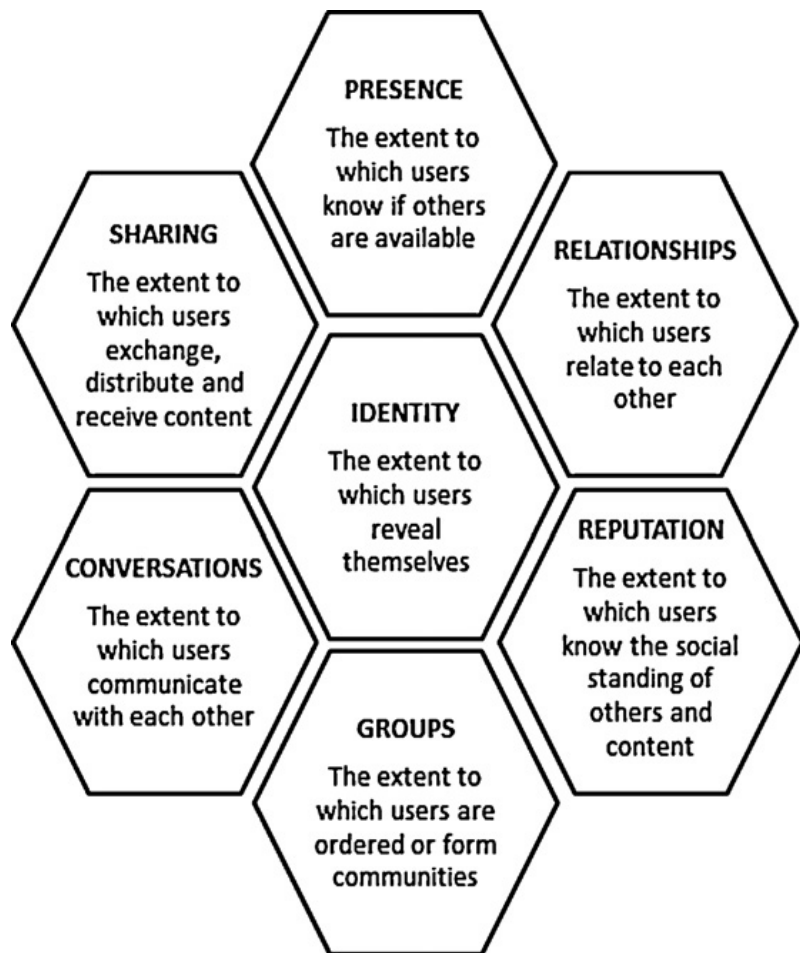 PRESENCE
The extent to
which users
know if others
are available
SHARING
The extent to
which users
exchange,
distribute and
receive content
RELATIONSHIPS
The extent to
which users
relate to each
other
IDENTITY
The extent to
which users
reveal
themselves
CONVERSATIONS
The extent to
which users
communicate
with each other
REPUTATION
The extent to
which users
know the social
standing of
others and
content
GROUPS
The extent to
which users are
ordered or form
communities